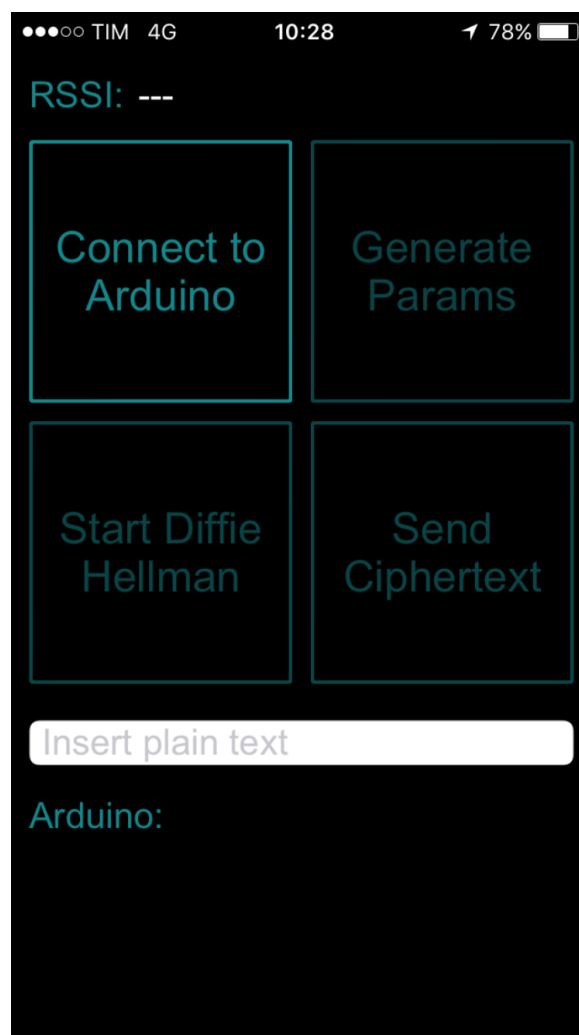 TIM 4G 10:28 78%
RSSI: ---
Connect to
Arduino
Generate
Params
Start Diffie
Hellman
Send
Ciphertext
Insert plain text
Arduino: